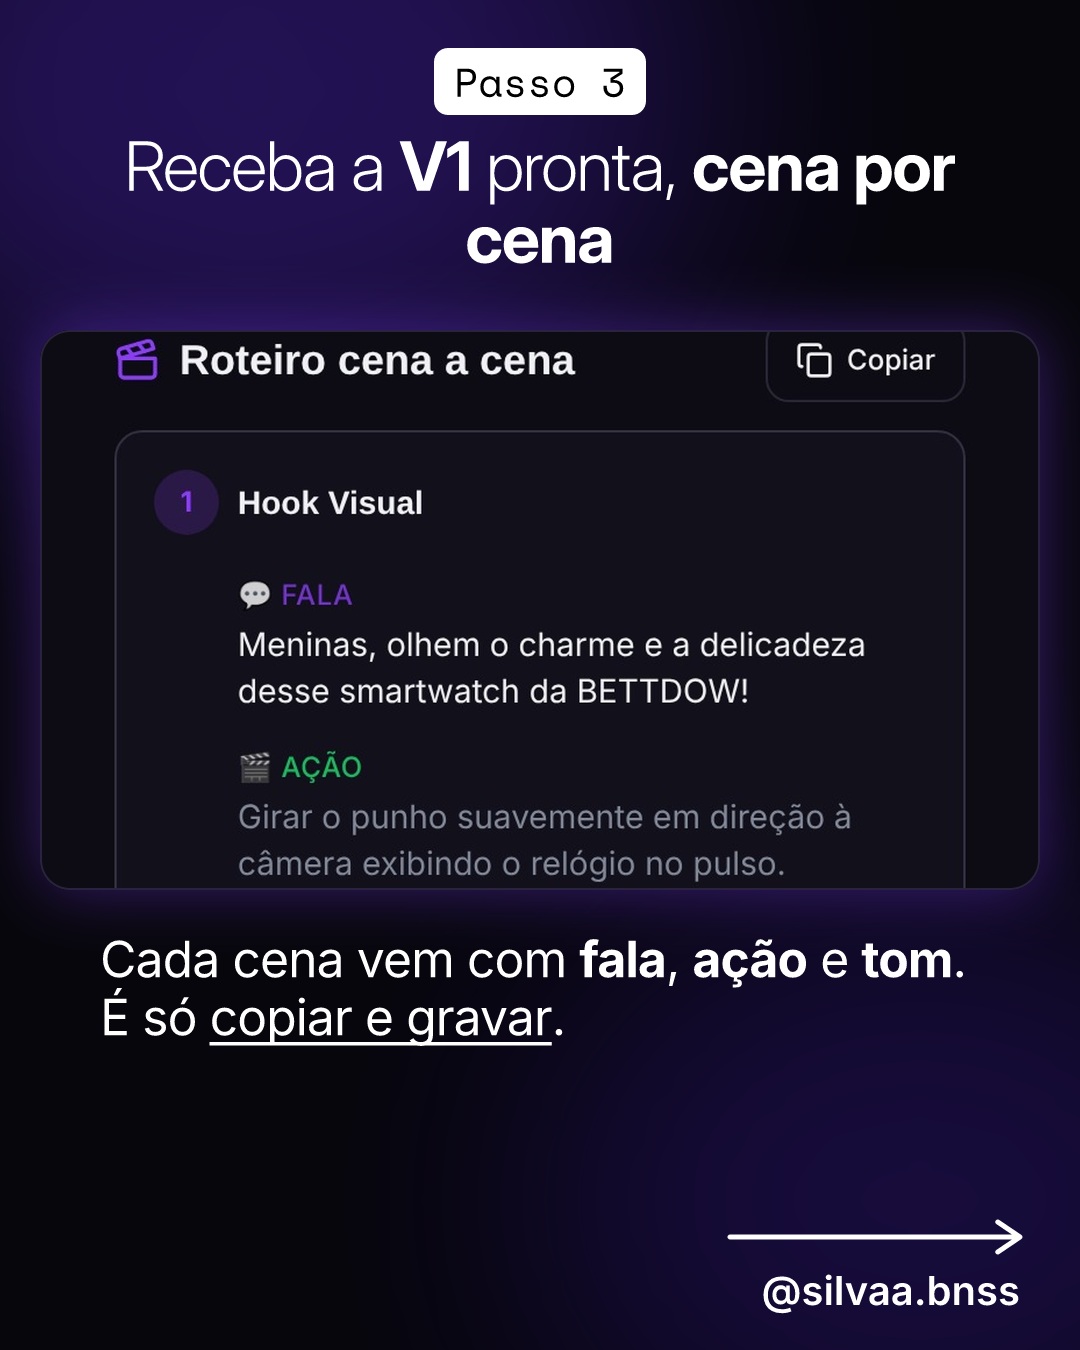 Passo 3
Receba a V1 pronta, cena por
cena
Roteiro cena a cena
Copiar
1
Hook Visual
💬 FALA
Meninas, olhem o charme e a delicadeza
desse smartwatch da BETTDOW!
🎬 AÇÃO
Girar o punho suavemente em direção à
câmera exibindo o relógio no pulso.
Cada cena vem com fala, ação e tom.
É só copiar e gravar.
@silvaa.bnss